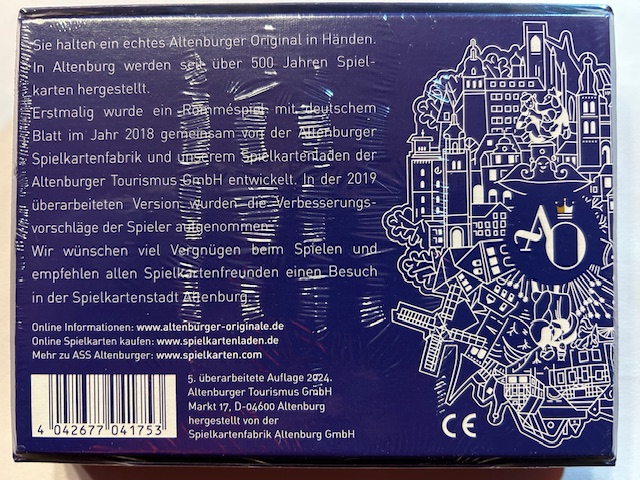 Sie halten ein echtes Altenburger Original in Händen.
In Altenburg werden seit über 500 Jahren Spiel-
karten hergestellt.
Erstmalig wurde ein Romméspiel mit deutschem
Blatt im Jahr 2018 gemeinsam von der Altenburger
Spielkartenfabrik und unserem Spielkartenladen der
Altenburger Tourismus GmbH entwickelt. In der 2019
überarbeiteten Version wurden die Verbesserungs-
vorschläge der Spieler aufgenommen.
Wir wünschen viel Vergnügen beim Spielen und
empfehlen allen Spielkartenfreunden einen Besuch
in der Spielkartenstadt Altenburg.
Online Informationen: www.altenburger-originale.de
Online Spielkarten kaufen: www.spielkartenladen.de
Mehr zu ASS Altenburger: www.spielkarten.com
5. überarbeitete Auflage 2024.
Altenburger Tourismus GmbH
Markt 17, D-04600 Altenburg
hergestellt von der
Spielkartenfabrik Altenburg GmbH
4 042677 041753
AO
CE